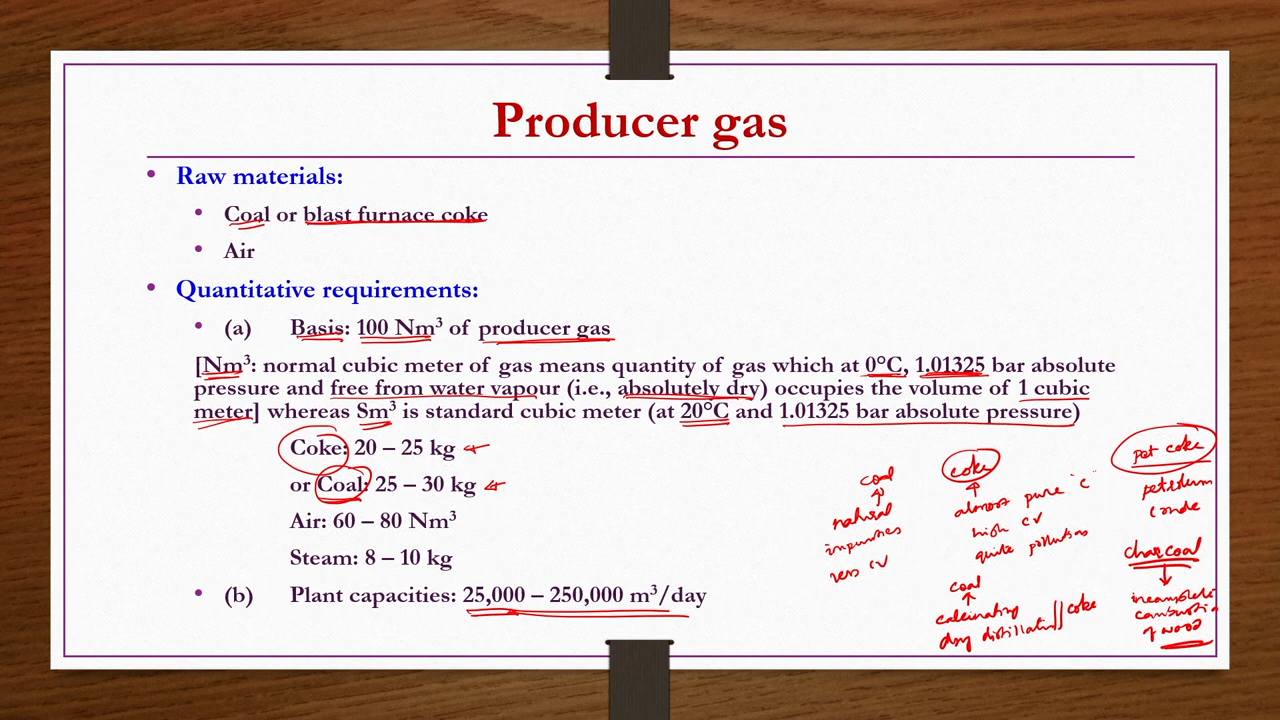 Producer gas
• Raw materials:
• Coal or blast furnace coke
• Air
• Quantitative requirements:
• (a) Basis: 100 Nm³ of producer gas
[Nm³: normal cubic meter of gas means quantity of gas which at 0°C, 1.01325 bar absolute
pressure and free from water vapour (i.e., absolutely dry) occupies the volume of 1 cubic
meter] whereas Sm³ is standard cubic meter (at 20°C and 1.01325 bar absolute pressure)
Coke: 20 – 25 kg
or Coal: 25 – 30 kg
Air: 60 – 80 Nm³
Steam: 8 – 10 kg
• (b) Plant capacities: 25,000 – 250,000 m³/day
coal
natural
impurities
less CV
coke
almost pure "C"
high CV
quite pollution
coal
calcinating
dry distillation || coke
pet coke
petroleum
crude
charcoal
incomplete
combustion
of wood